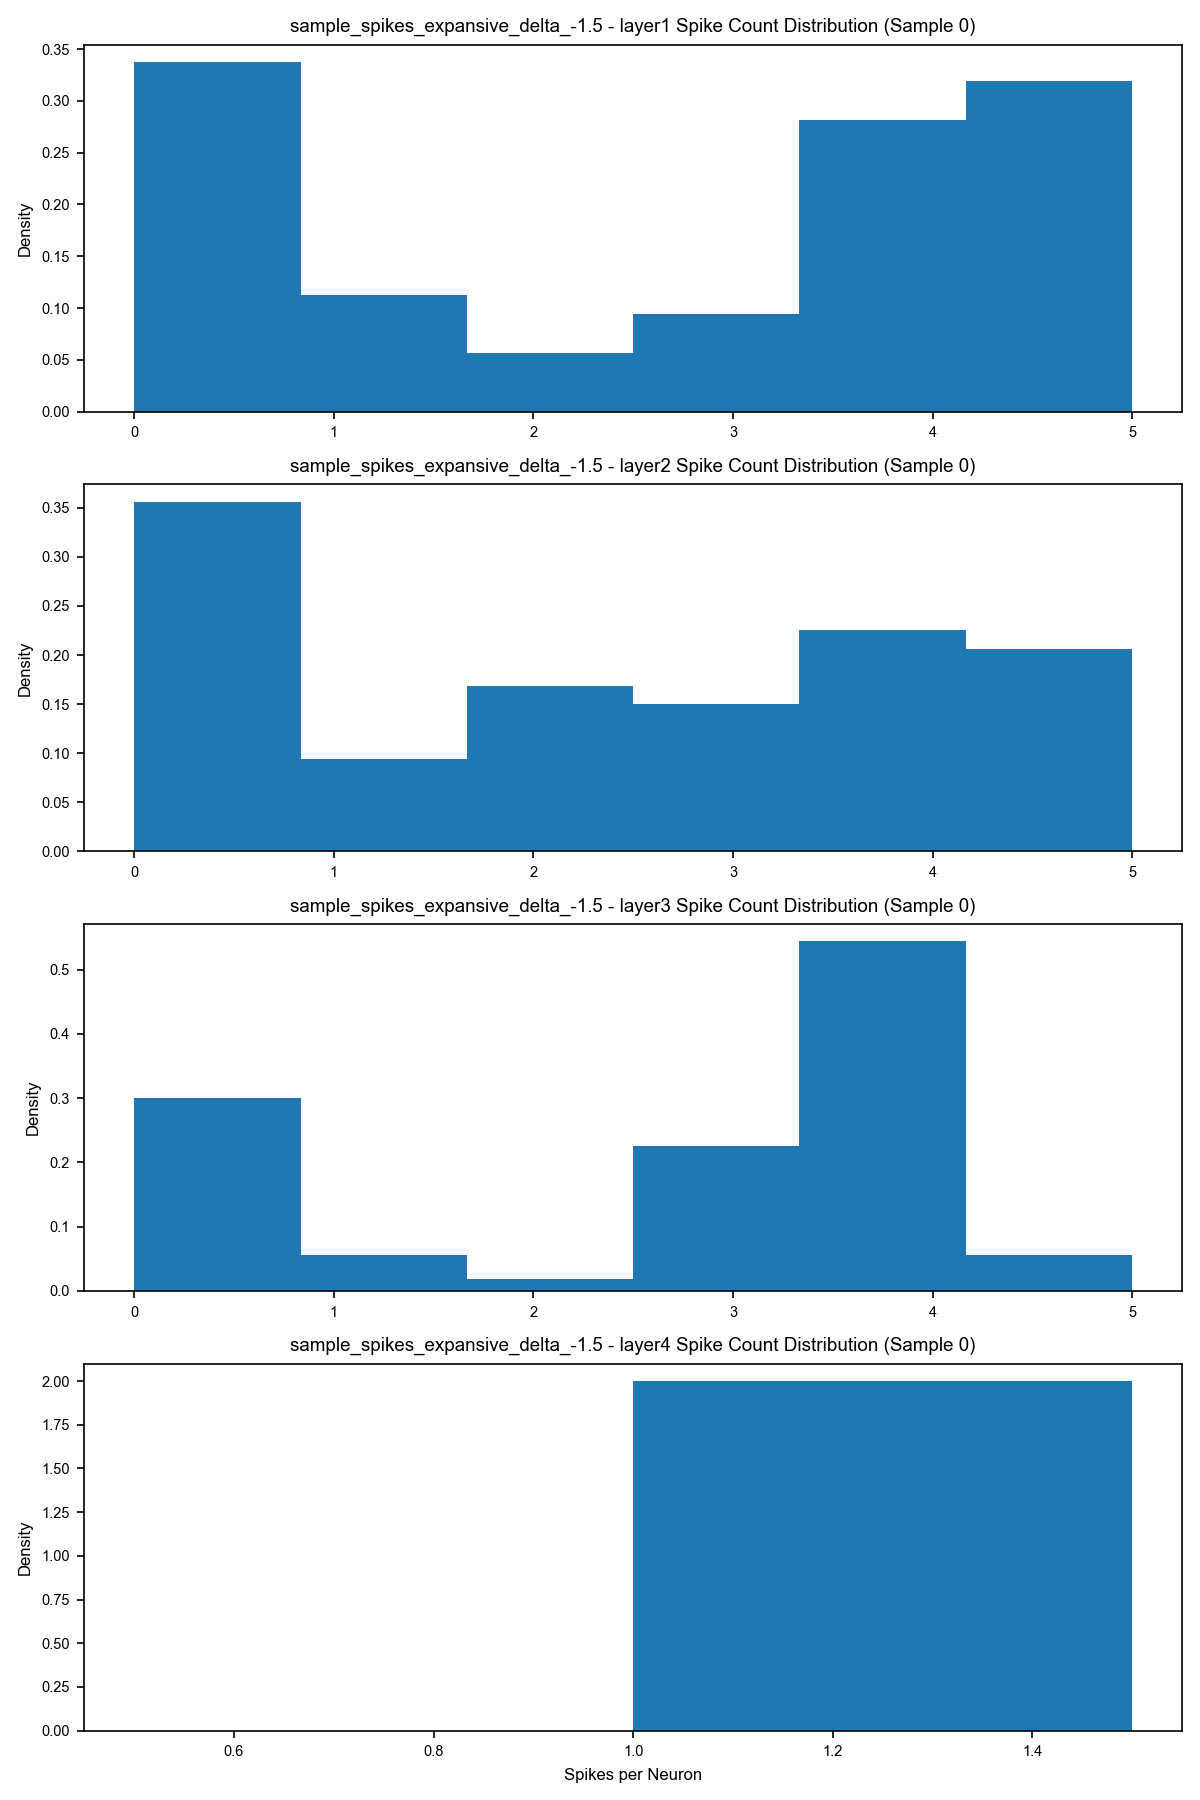 sample_spikes_expansive_delta_-1.5 - layer1 Spike Count Distribution (Sample 0)
0.35
0.30
0.25
0.20
0.15
0.10
0.05
0.00
Density
0 1 2 3 4 5
sample_spikes_expansive_delta_-1.5 - layer2 Spike Count Distribution (Sample 0)
0.35
0.30
0.25
0.20
0.15
0.10
0.05
0.00
Density
0 1 2 3 4 5
sample_spikes_expansive_delta_-1.5 - layer3 Spike Count Distribution (Sample 0)
0.5
0.4
0.3
0.2
0.1
0.0
Density
0 1 2 3 4 5
sample_spikes_expansive_delta_-1.5 - layer4 Spike Count Distribution (Sample 0)
2.00
1.75
1.50
1.25
1.00
0.75
0.50
0.25
0.00
Density
0.6 0.8 1.0 1.2 1.4
Spikes per Neuron